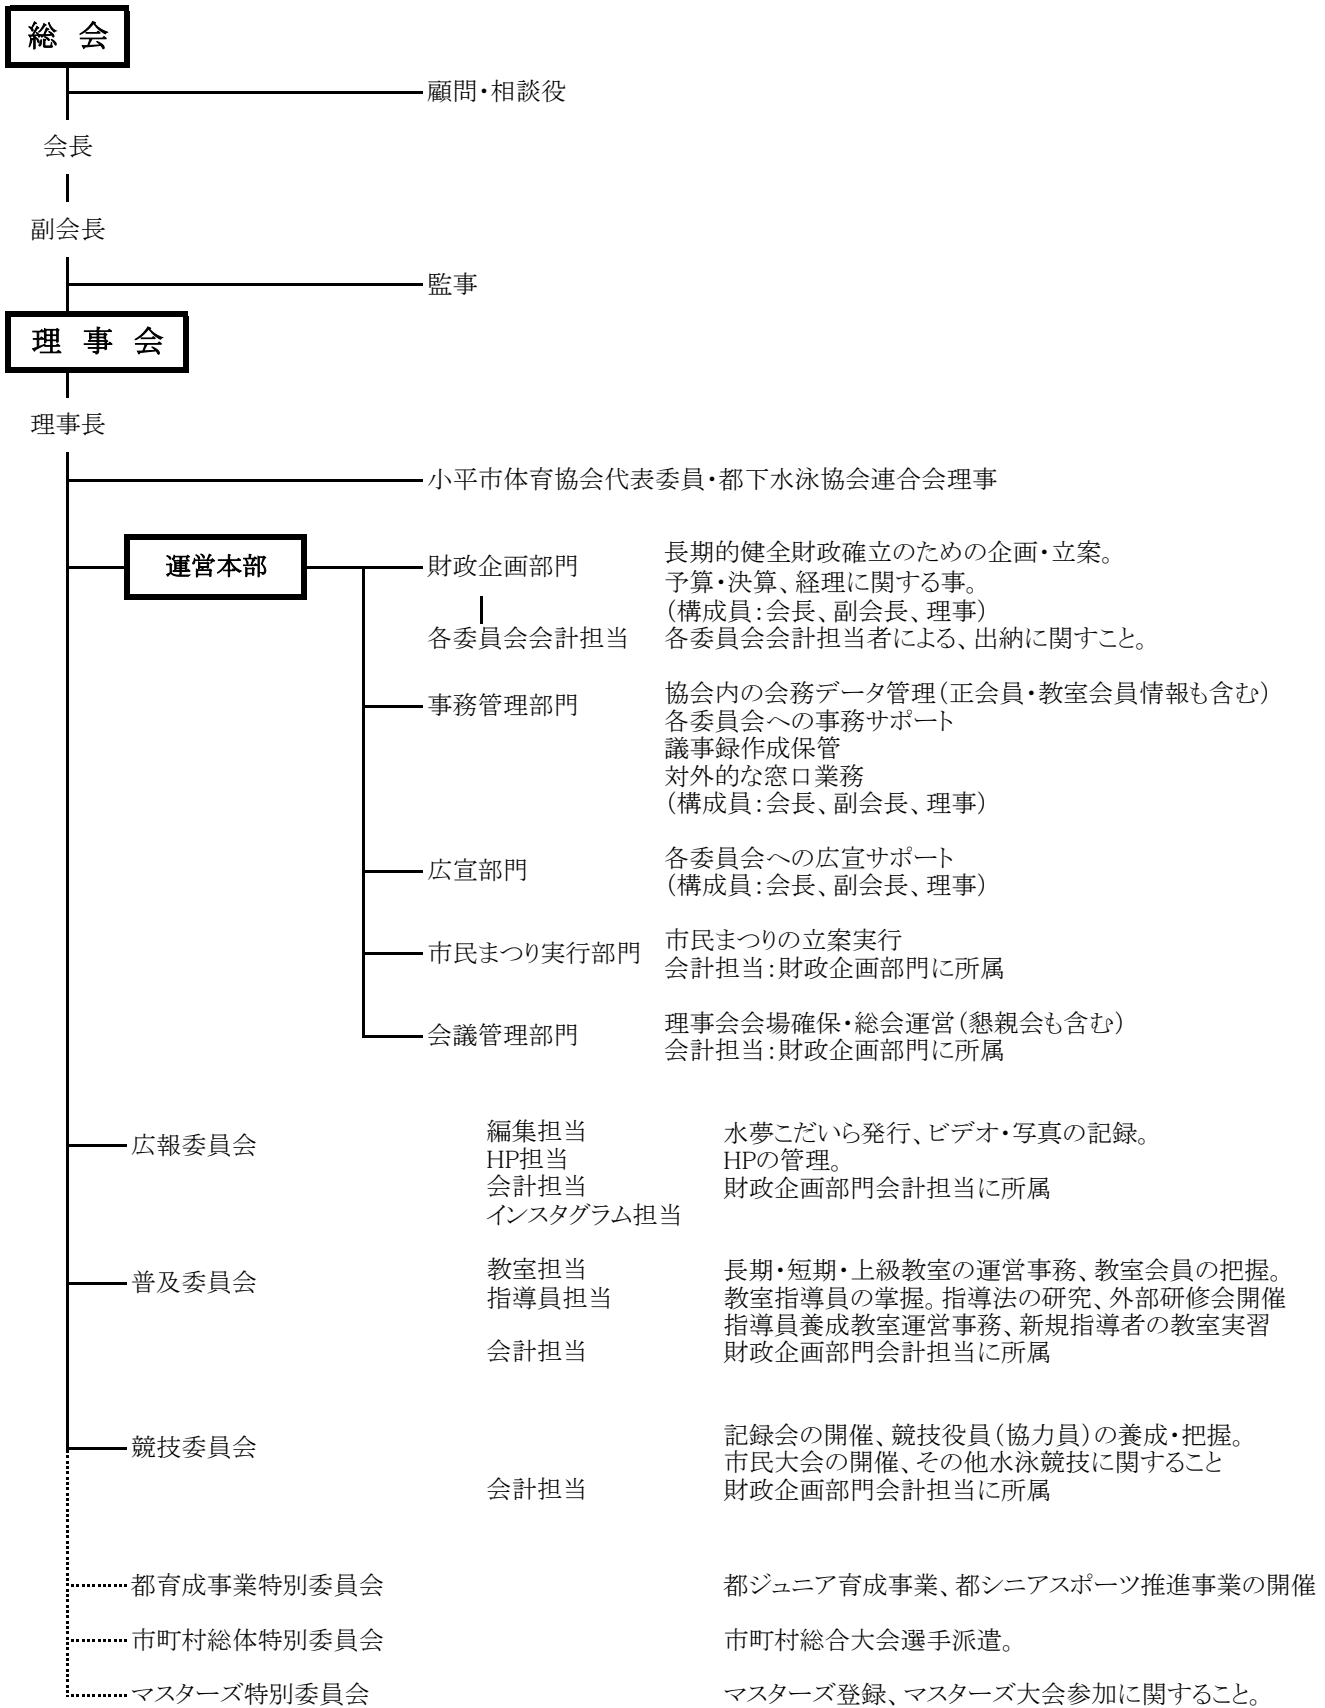 総 会
顧問・相談役
会長
副会長
監事
理 事 会
理事長
小平市体育協会代表委員・都下水泳協会連合会理事
運営本部
財政企画部門
長期的健全財政確立のための企画・立案。
予算・決算、経理に関する事。
(構成員:会長、副会長、理事)
各委員会会計担当 各委員会会計担当者による、出納に関すこと。
事務管理部門
協会内の会務データ管理(正会員・教室会員情報も含む)
各委員会への事務サポート
議事録作成保管
対外的な窓口業務
(構成員:会長、副会長、理事)
広宣部門
各委員会への広宣サポート
(構成員:会長、副会長、理事)
市民まつり実行部門
市民まつりの立案実行
会計担当:財政企画部門に所属
会議管理部門
理事会会場確保・総会運営(懇親会も含む)
会計担当:財政企画部門に所属
広報委員会
編集担当 水夢こだいら発行、ビデオ・写真の記録。
HP担当 HPの管理。
会計担当 財政企画部門会計担当に所属
インスタグラム担当
普及委員会
教室担当 長期・短期・上級教室の運営事務、教室会員の把握。
指導員担当 教室指導員の掌握。指導法の研究、外部研修会開催
指導員養成教室運営事務、新規指導者の教室実習
会計担当 財政企画部門会計担当に所属
競技委員会
記録会の開催、競技役員(協力員)の養成・把握。
市民大会の開催、その他水泳競技に関すること
会計担当 財政企画部門会計担当に所属
都育成事業特別委員会 都ジュニア育成事業、都シニアスポーツ推進事業の開催
市町村総体特別委員会 市町村総合大会選手派遣。
マスターズ特別委員会 マスターズ登録、マスターズ大会参加に関すること。